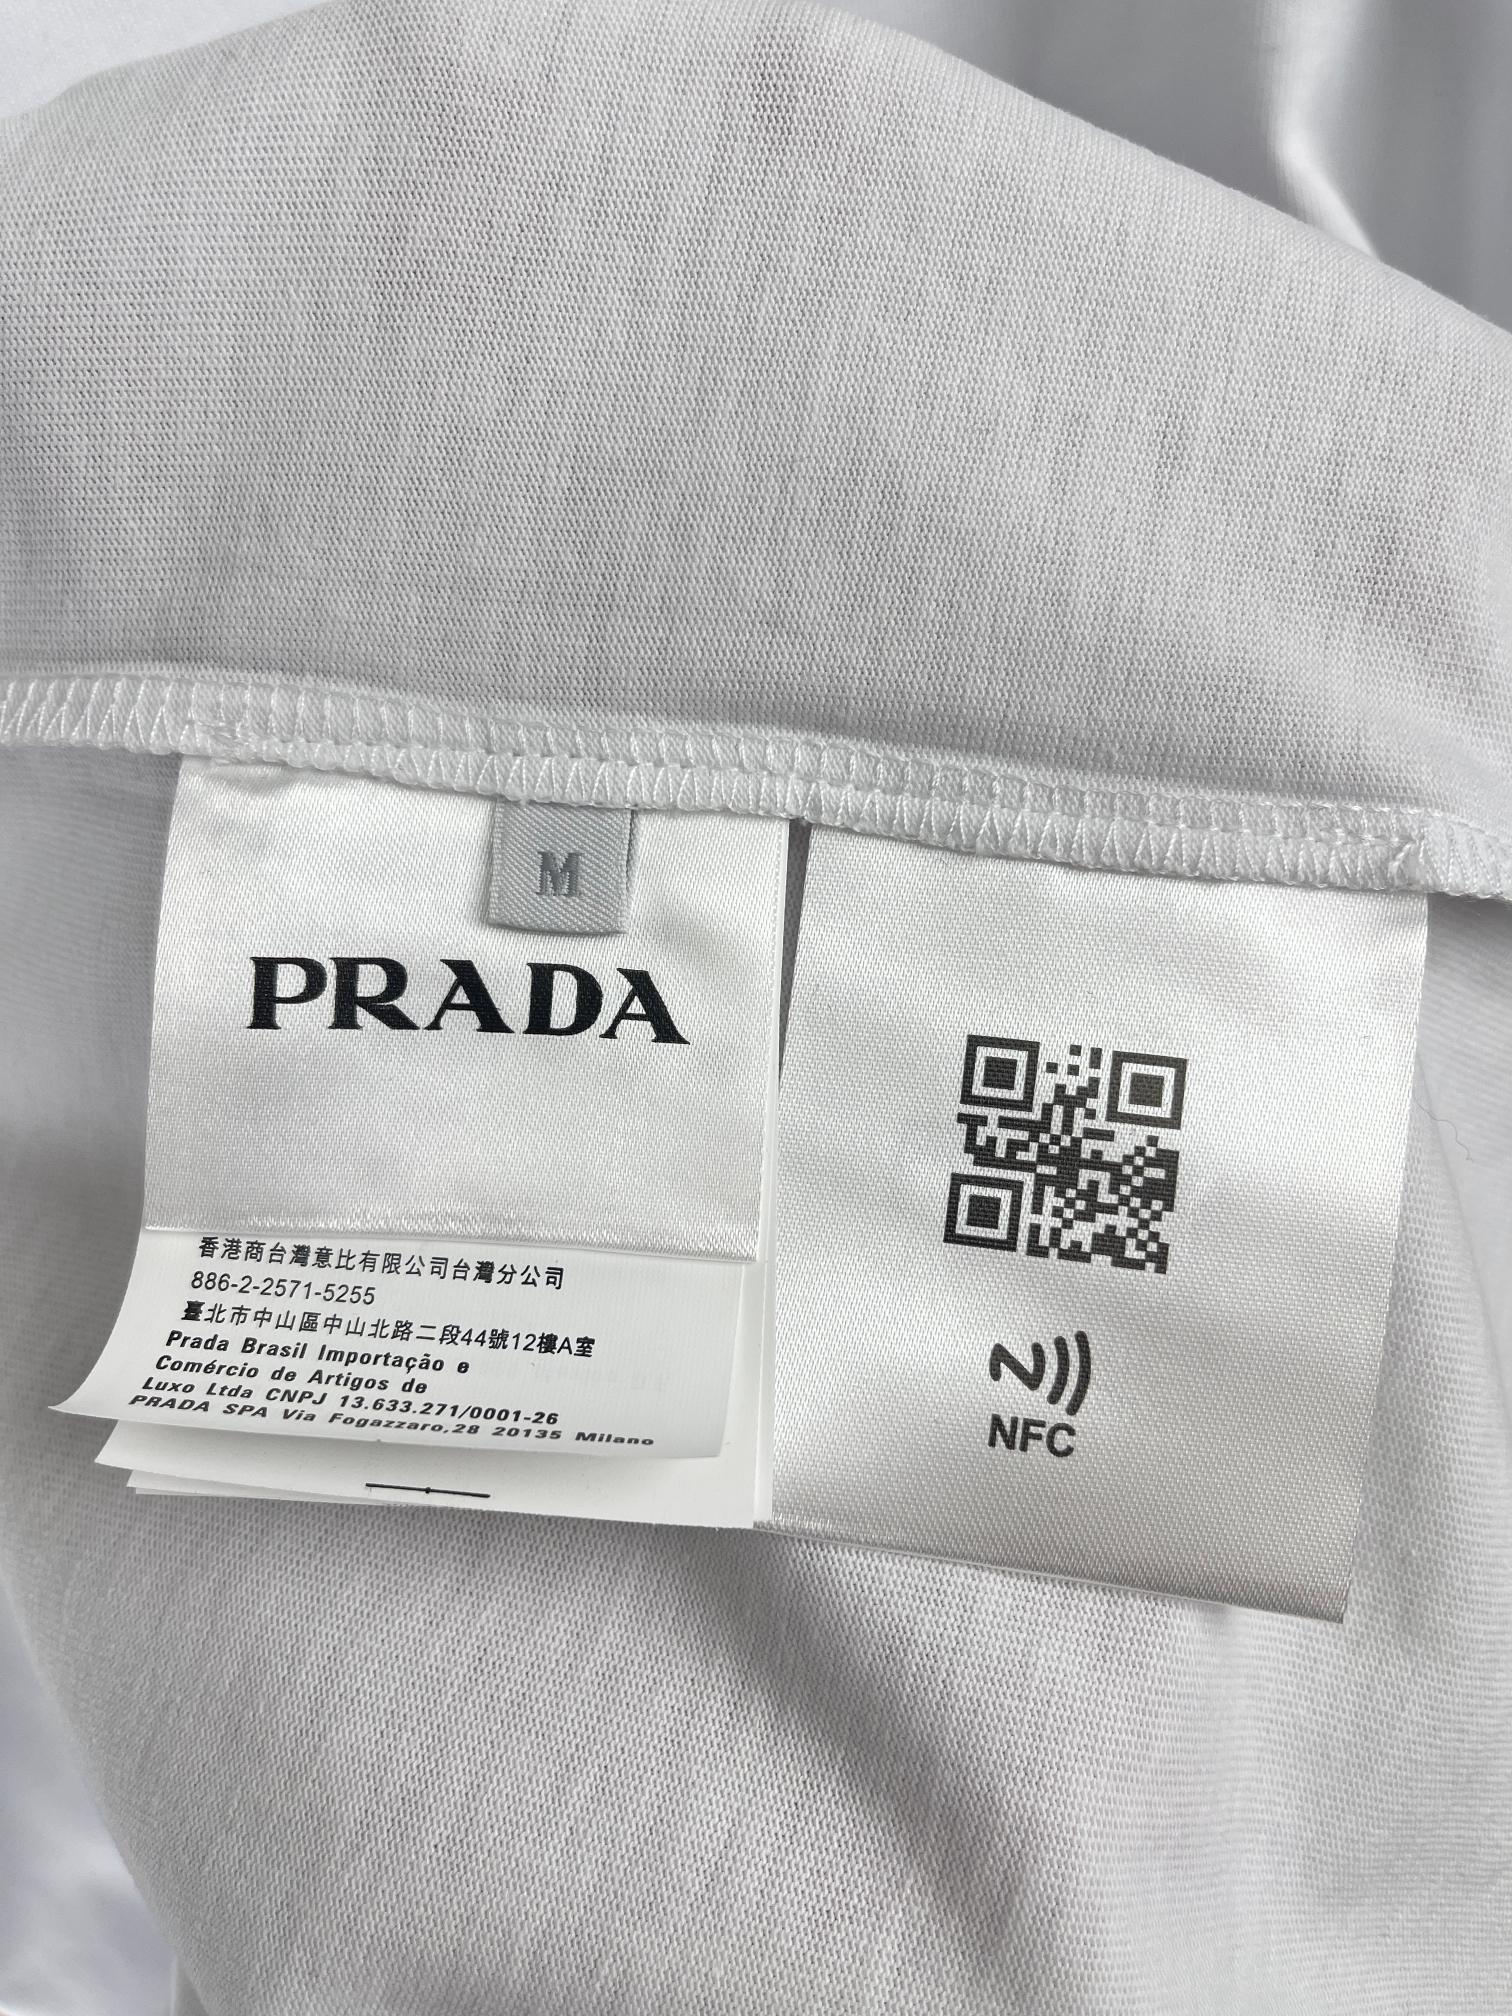 M
PRADA
香港商台灣意比有限公司台灣分公司
886-2-2571-5255
臺北市中山區中山北路二段44號12樓A室
Prada Brasil Importação e
Comércio de Artigos de
Luxo Ltda CNPJ 13.633.271/0001-26
PRADA SPA Via Fogazzaro,28 20135 Milano
NFC